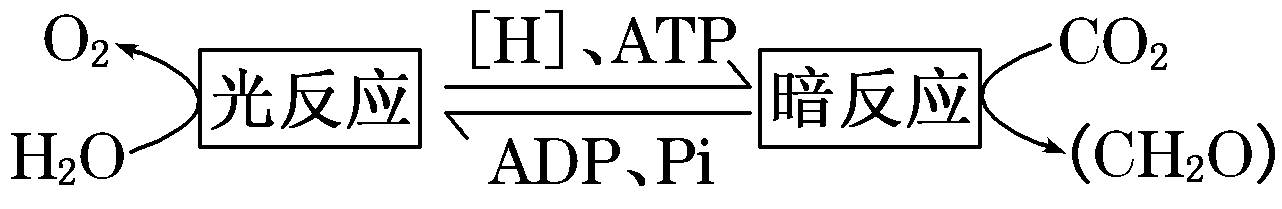 O₂
[H]、ATP
CO₂
光反应
暗反应
H₂O
ADP、Pi
(CH₂O)